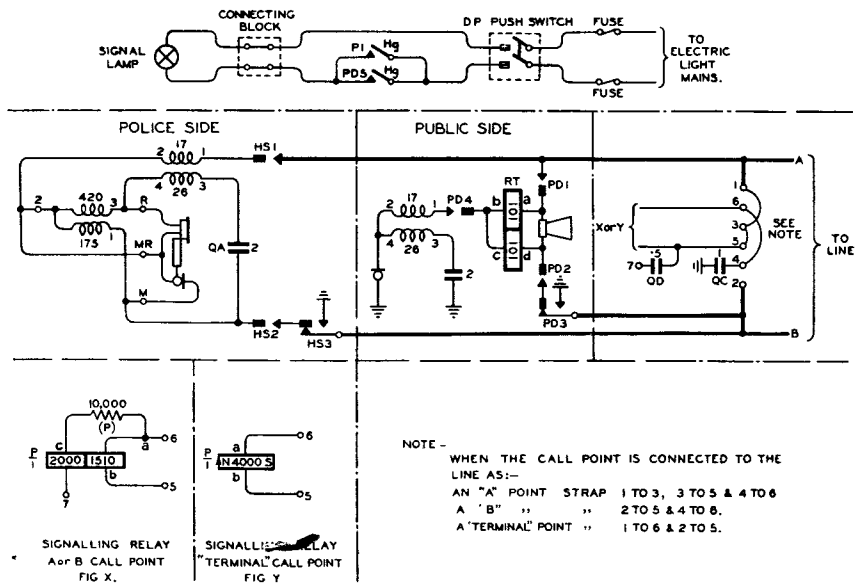 CONNECTING
BLOCK
D P PUSH SWITCH
FUSE
SIGNAL
LAMP
P1
Hg
PD5
Hg
TO
ELECTRIC
LIGHT
MAINS.
FUSE
POLICE SIDE
PUBLIC SIDE
17
2 1
HS1
A
4 3
26
420
2
3
R
175
1
MR
QA
2
M
HS2
HS3
17
1
PD4
4 3
26
2
RT
b 101 a
c 101 d
PD1
PD2
PD3
1
6
3
5
4
2
X or Y
SEE
NOTE
TO
LINE
7
.5
QD
.1
QC
B
10,000
(P)
c
a
6
P
1
2000 1510
b
5
7
SIGNALLING RELAY
A or B CALL POINT
FIG X.
a
6
P
1
N 4000 S
b
5
"TERMINAL" CALL POINT
FIG Y
NOTE -
WHEN THE CALL POINT IS CONNECTED TO THE
LINE AS:-
AN "A" POINT STRAP 1 TO 3, 3 TO 5 & 4 TO 6
A 'B" ,, ,, 2 TO 5 & 4 TO 6.
A 'TERMINAL" POINT ,, 1 TO 6 & 2 TO 5.